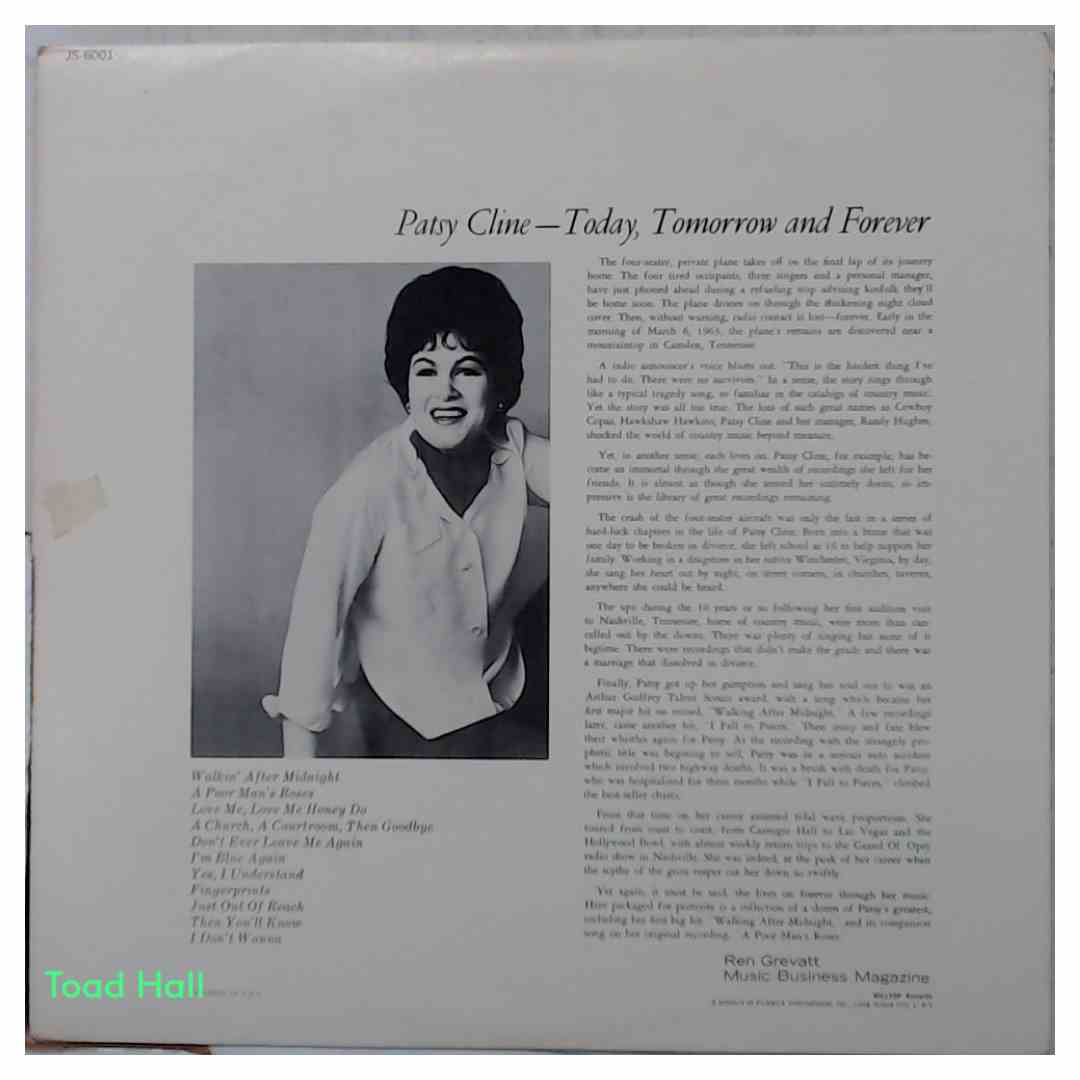 JS-6001
Patsy Cline—Today, Tomorrow and Forever
The four-seater, private plane takes off on the final lap of its journey
home. The four tired occupants, three singers and a personal manager,
have just phoned ahead during a refueling stop advising kinfolk they'll
be home soon. The plane drones on through the thickening night cloud
cover. Then, without warning, radio contact is lost—forever. Early in the
morning of March 6, 1963, the plane's remains are discovered near a
mountaintop in Camden, Tennessee.
A radio announcer's voice blurts out. "This is the hardest thing I've
had to do. There were no survivors." In a sense, the story rings through
like a typical tragedy song, so familiar in the catalogs of country music.
Yet the story was all too true. The loss of such great names as Cowboy
Copas, Hawkshaw Hawkins, Patsy Cline and her manager, Randy Hughes,
shocked the world of country music beyond measure.
Yet, in another sense, each lives on. Patsy Cline, for example, has be-
come an immortal through the great wealth of recordings she left for her
friends. It is almost as though she sensed her untimely doom, so im-
pressive is the library of great recordings remaining.
The crash of the four-seater aircraft was only the last in a series of
hard-luck chapters in the life of Patsy Cline. Born into a home that was
one day to be broken in divorce, she left school at 16 to help support her
family. Working in a drugstore in her native Winchester, Virginia, by day,
she sang her heart out by night, on street corners, in churches, taverns,
anywhere she could be heard.
The ups during the 10 years or so following her first audition visit
to Nashville, Tennessee, home of country music, were more than can-
celled out by the downs. There was plenty of singing but none of it
bigtime. There were recordings that didn't make the grade and there was
a marriage that dissolved in divorce.
Finally, Patsy got up her gumption and sang her soul out to win an
Arthur Godfrey Talent Scouts award, with a song which became her
first major hit on record, "Walking After Midnight." A few recordings
later, came another hit, "I Fall to Pieces." Then irony and fate blew
their whistles again for Patsy. As the recording with the strangely pro-
phetic title was beginning to sell, Patsy was in a serious auto accident
which involved two highway deaths. It was a brush with death for Patsy,
who was hospitalized for three months while "I Fall to Pieces," climbed
the best-seller charts.
From that time on her career assumed tidal wave proportions. She
toured from coast to coast, from Carnegie Hall to Las Vegas and the
Hollywood Bowl, with almost weekly return trips to the Grand Ol' Opry
radio show in Nashville. She was indeed, at the peak of her career when
the scythe of the grim reaper cut her down so swiftly.
Yet again, it must be said, she lives on forever through her music.
Here packaged for posterity is a collection of a dozen of Patsy's greatest,
including her first big hit, "Walking After Midnight," and its companion
song on her original recording, "A Poor Man's Roses."
Ren Grevatt
Music Business Magazine
HILLTOP Records
Walkin' After Midnight
A Poor Man's Roses
Love Me, Love Me Honey Do
A Church, A Courtroom, Then Goodbye
Don't Ever Leave Me Again
I'm Blue Again
Yes, I Understand
Fingerprints
Just Out Of Reach
Then You'll Know
I Don't Wanna
Toad Hall